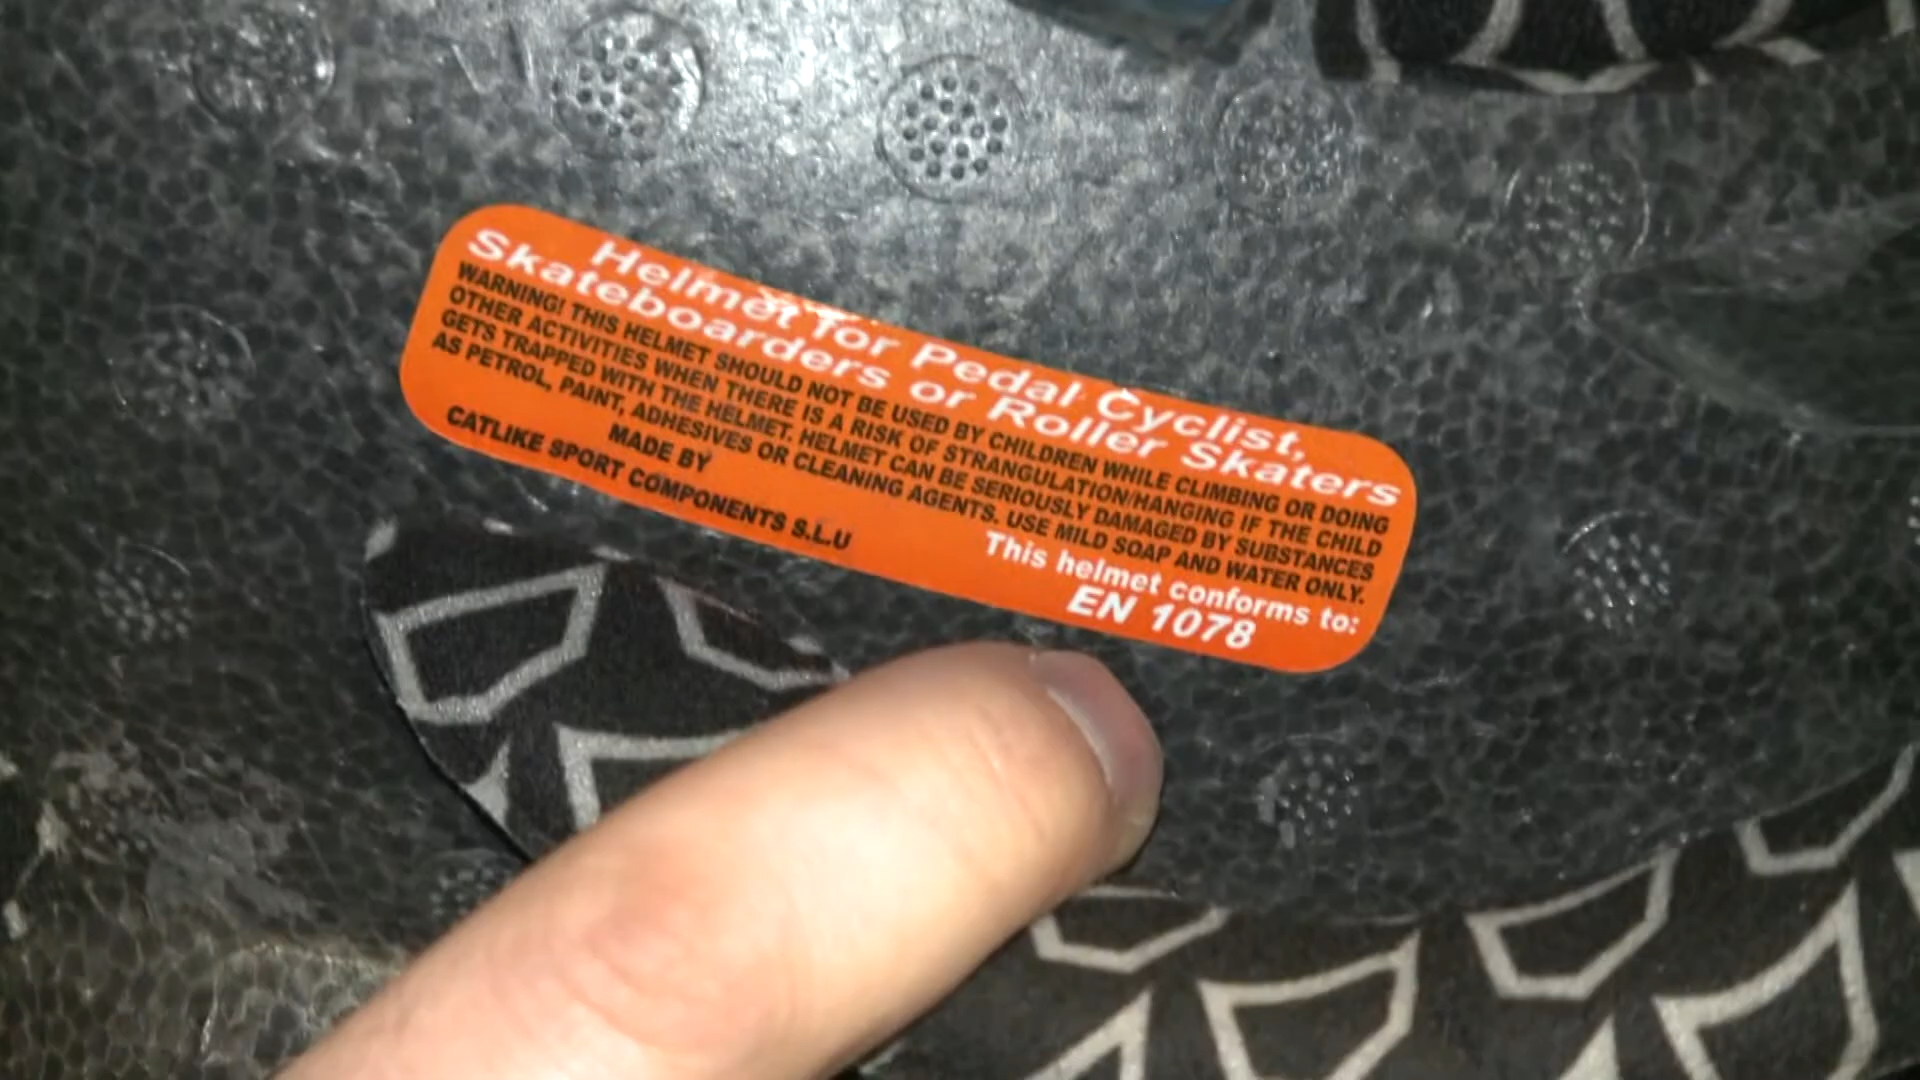 Helmet for Pedal Cyclist,
Skateboarders or Roller Skaters
WARNING! THIS HELMET SHOULD NOT BE USED BY CHILDREN WHILE CLIMBING OR DOING
OTHER ACTIVITIES WHEN THERE IS A RISK OF STRANGULATION/HANGING IF THE CHILD
GETS TRAPPED WITH THE HELMET. HELMET CAN BE SERIOUSLY DAMAGED BY SUBSTANCES
AS PETROL, PAINT, ADHESIVES OR CLEANING AGENTS. USE MILD SOAP AND WATER ONLY.
MADE BY
CATLIKE SPORT COMPONENTS S.L.U
This helmet conforms to:
EN 1078